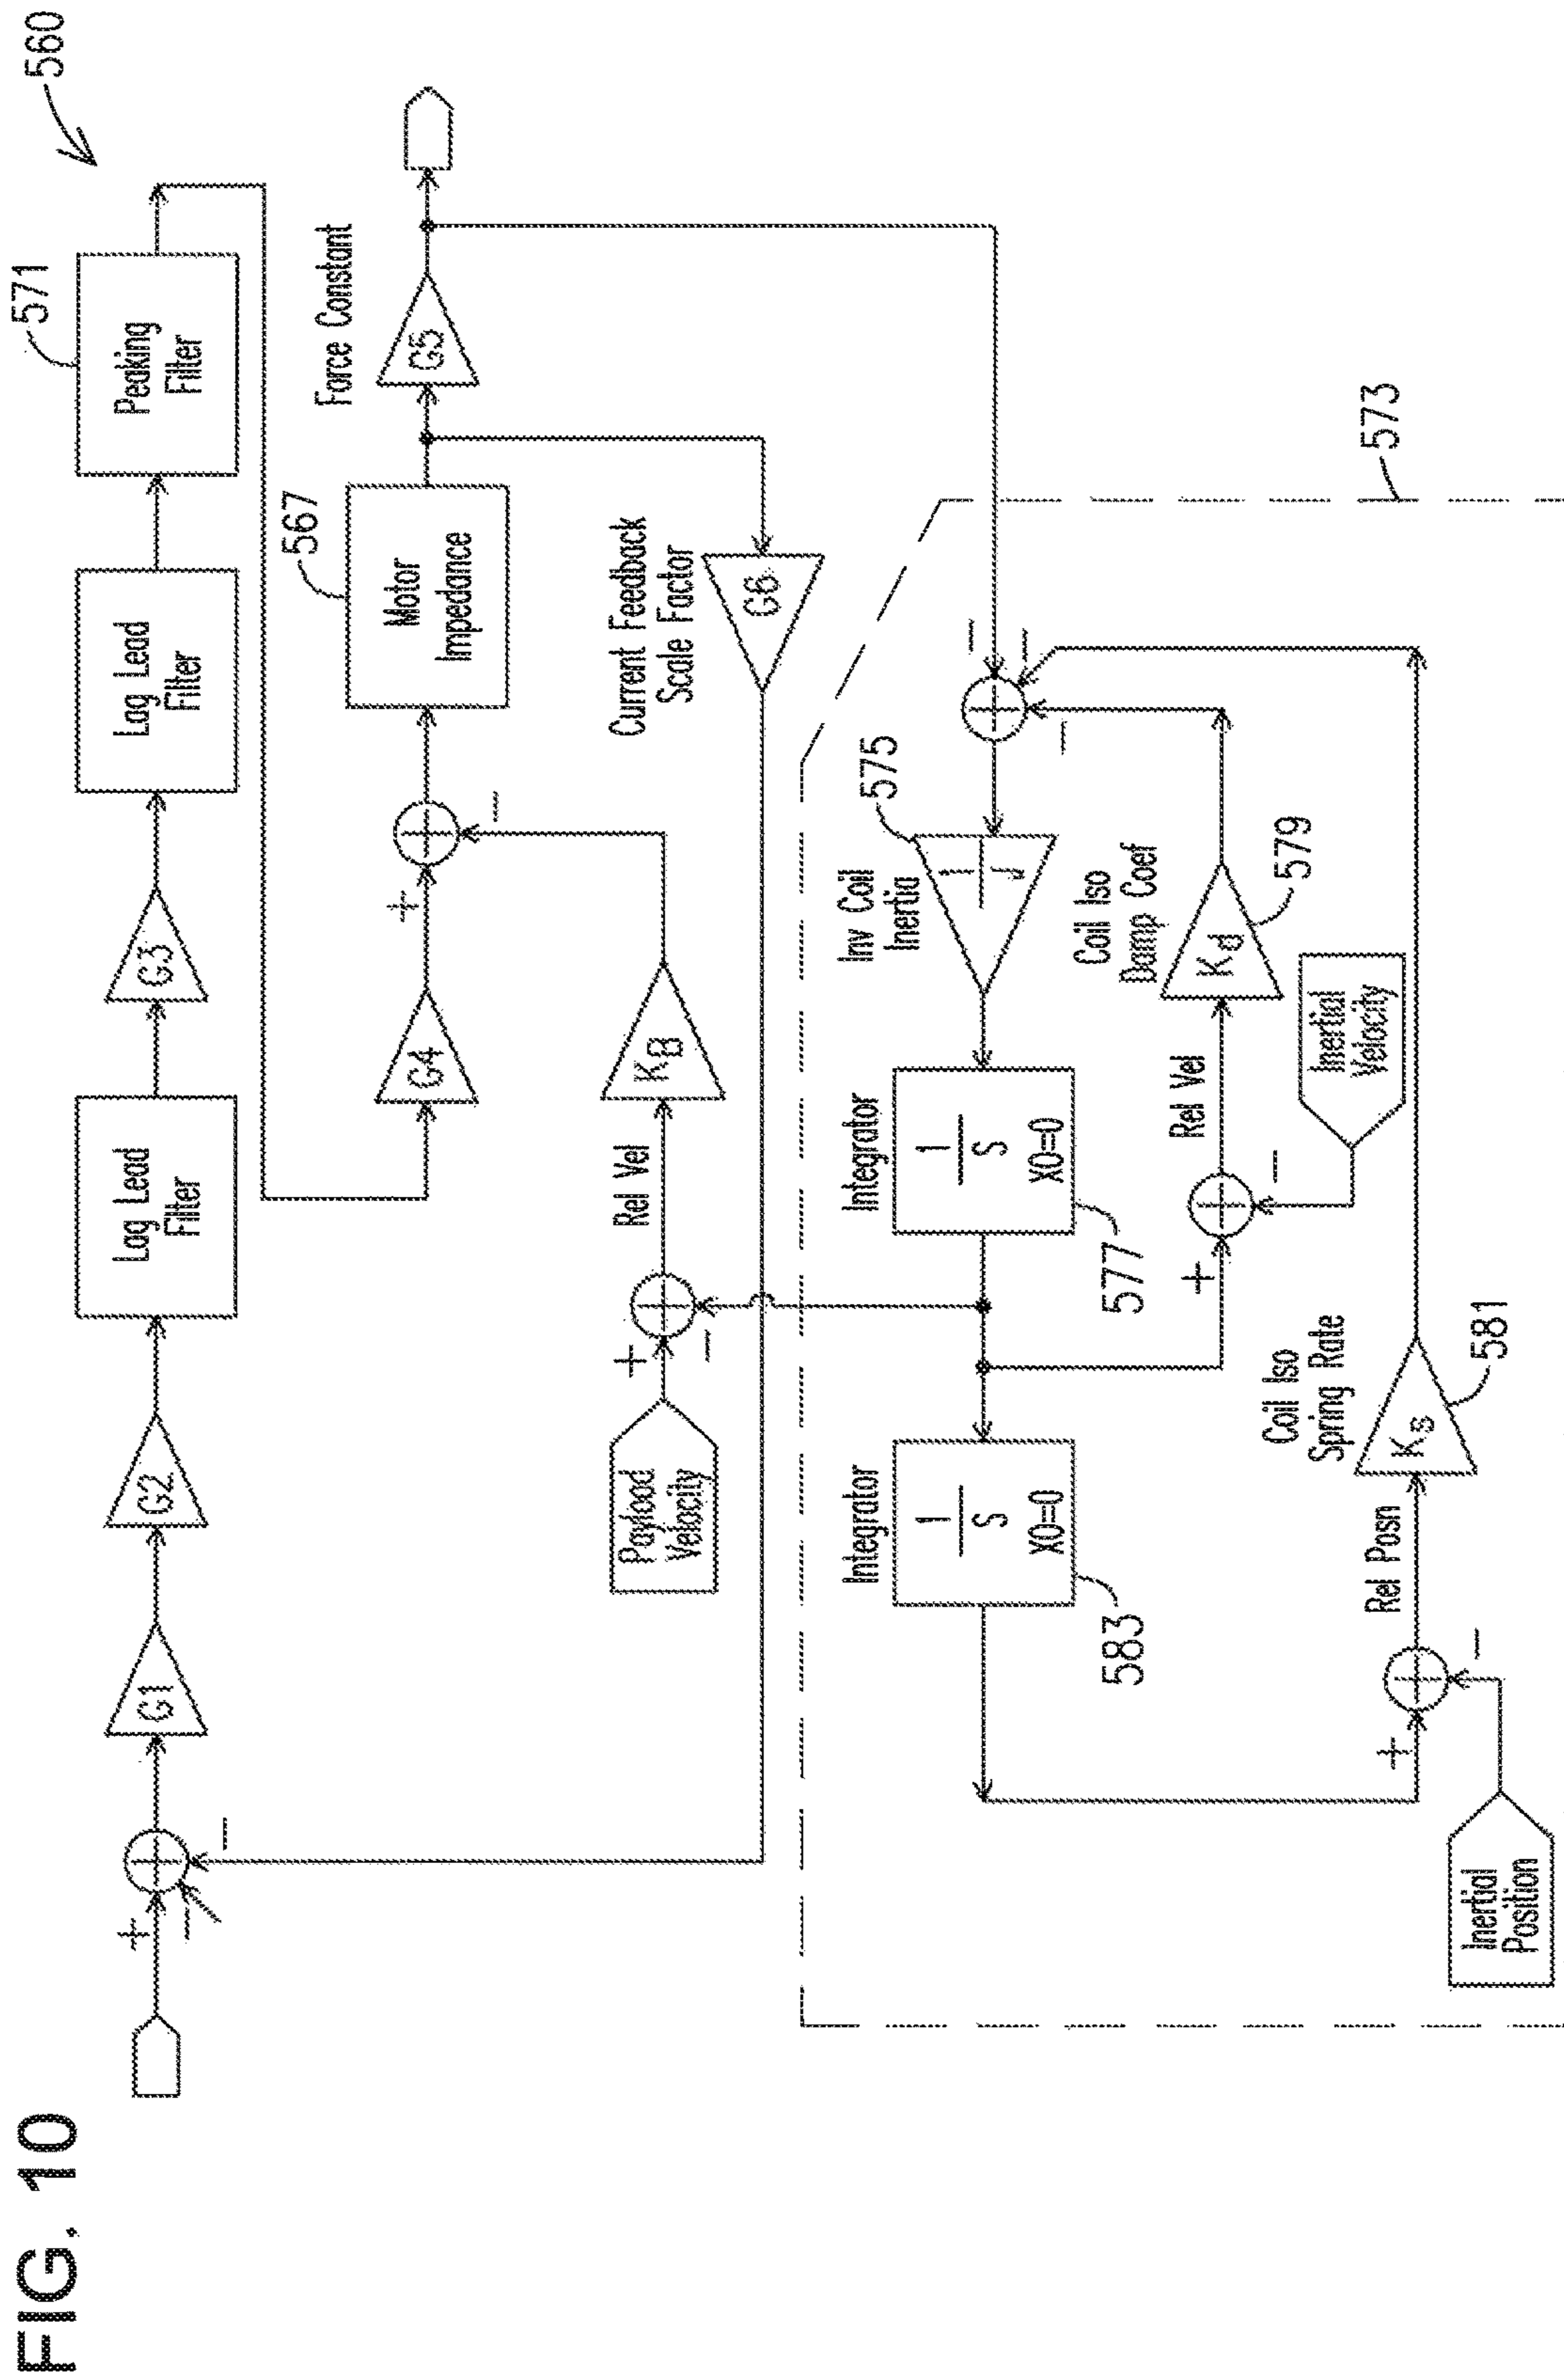 FIG. 10
560
+
−
−
G1
G2
Lag Lead
Filter
G3
Lag Lead
Filter
Peaking
Filter
571
G4
+
−
Motor
Impedance
567
Force Constant
G5
Payload
Velocity
+
−
Rel Vel
KB
Current Feedback
Scale Factor
G6
573
Integrator
1
S
X0=0
583
Integrator
1
S
X0=0
577
Inv Coil
Inertia
1
J
575
−
−
−
+
−
Rel Vel
Coil Iso
Damp Coef
Kd
579
Inertial
Velocity
Inertial
Position
+
−
Rel Posn
Coil Iso
Spring Rate
Ks
581